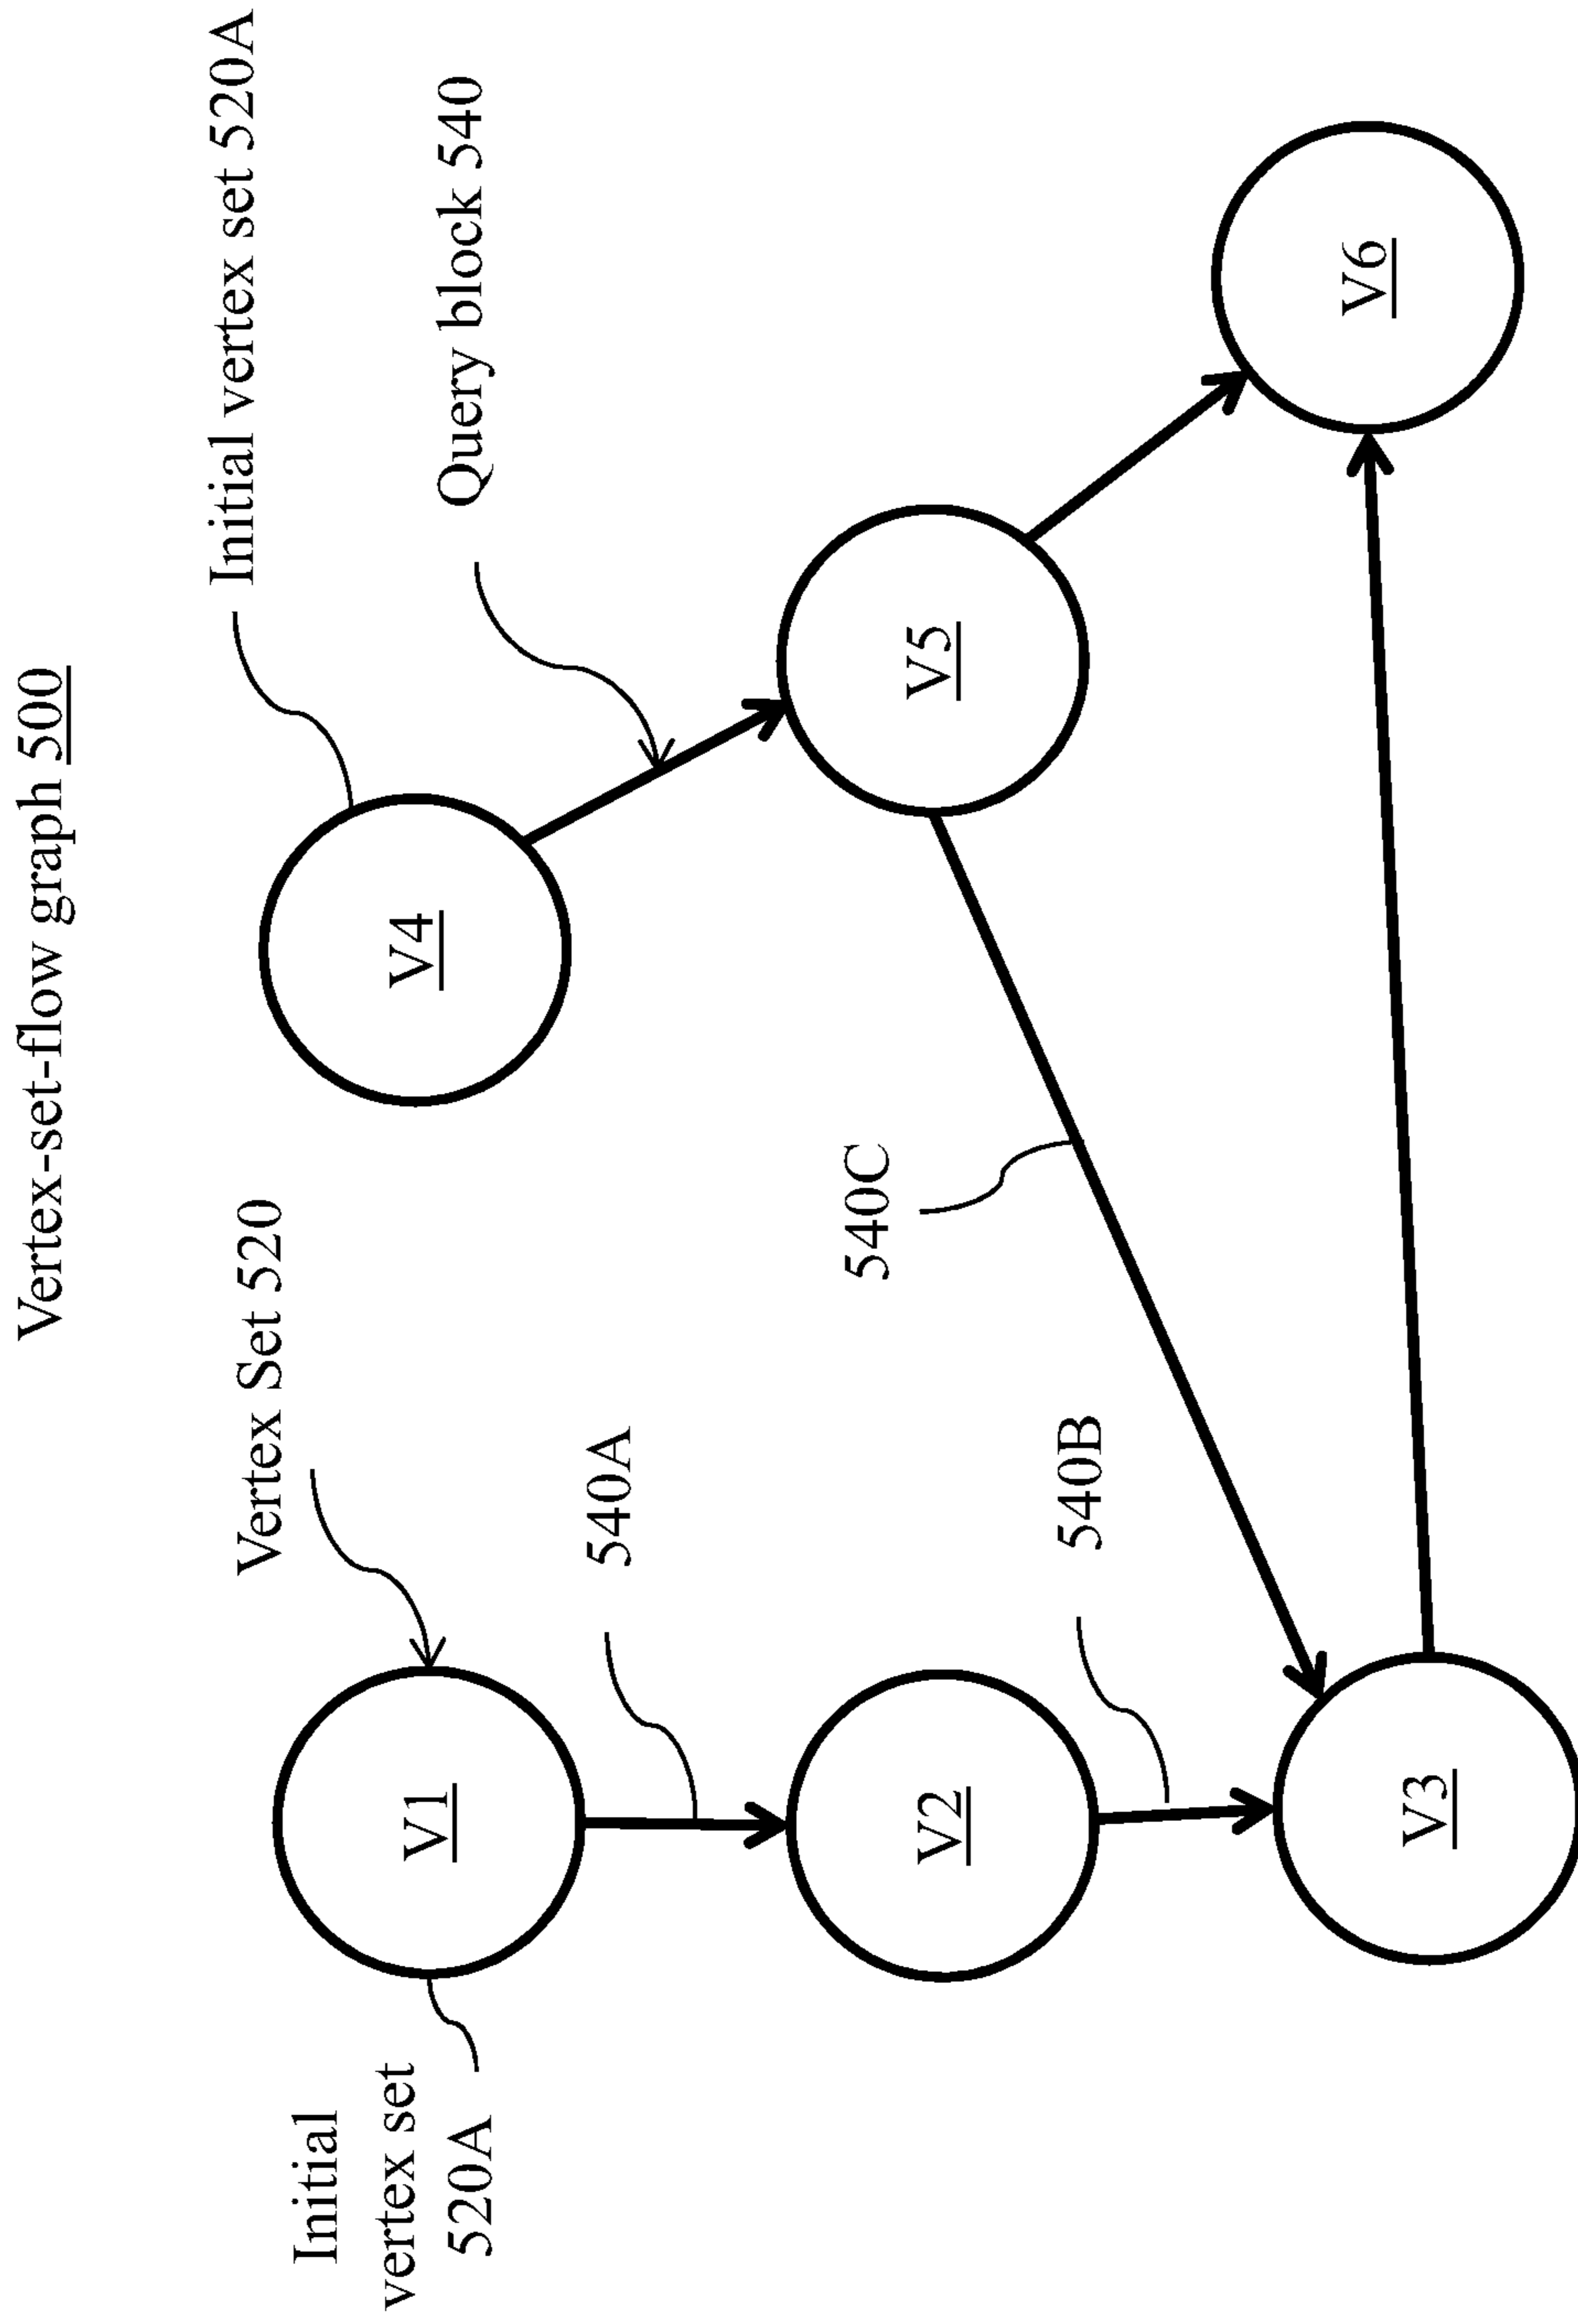 Vertex-set-flow graph 500
Initial vertex set 520A
Vertex Set 520
Query block 540
Initial
vertex set
520A
V1
V4
540A
540C
V2
V5
540B
V3
V6